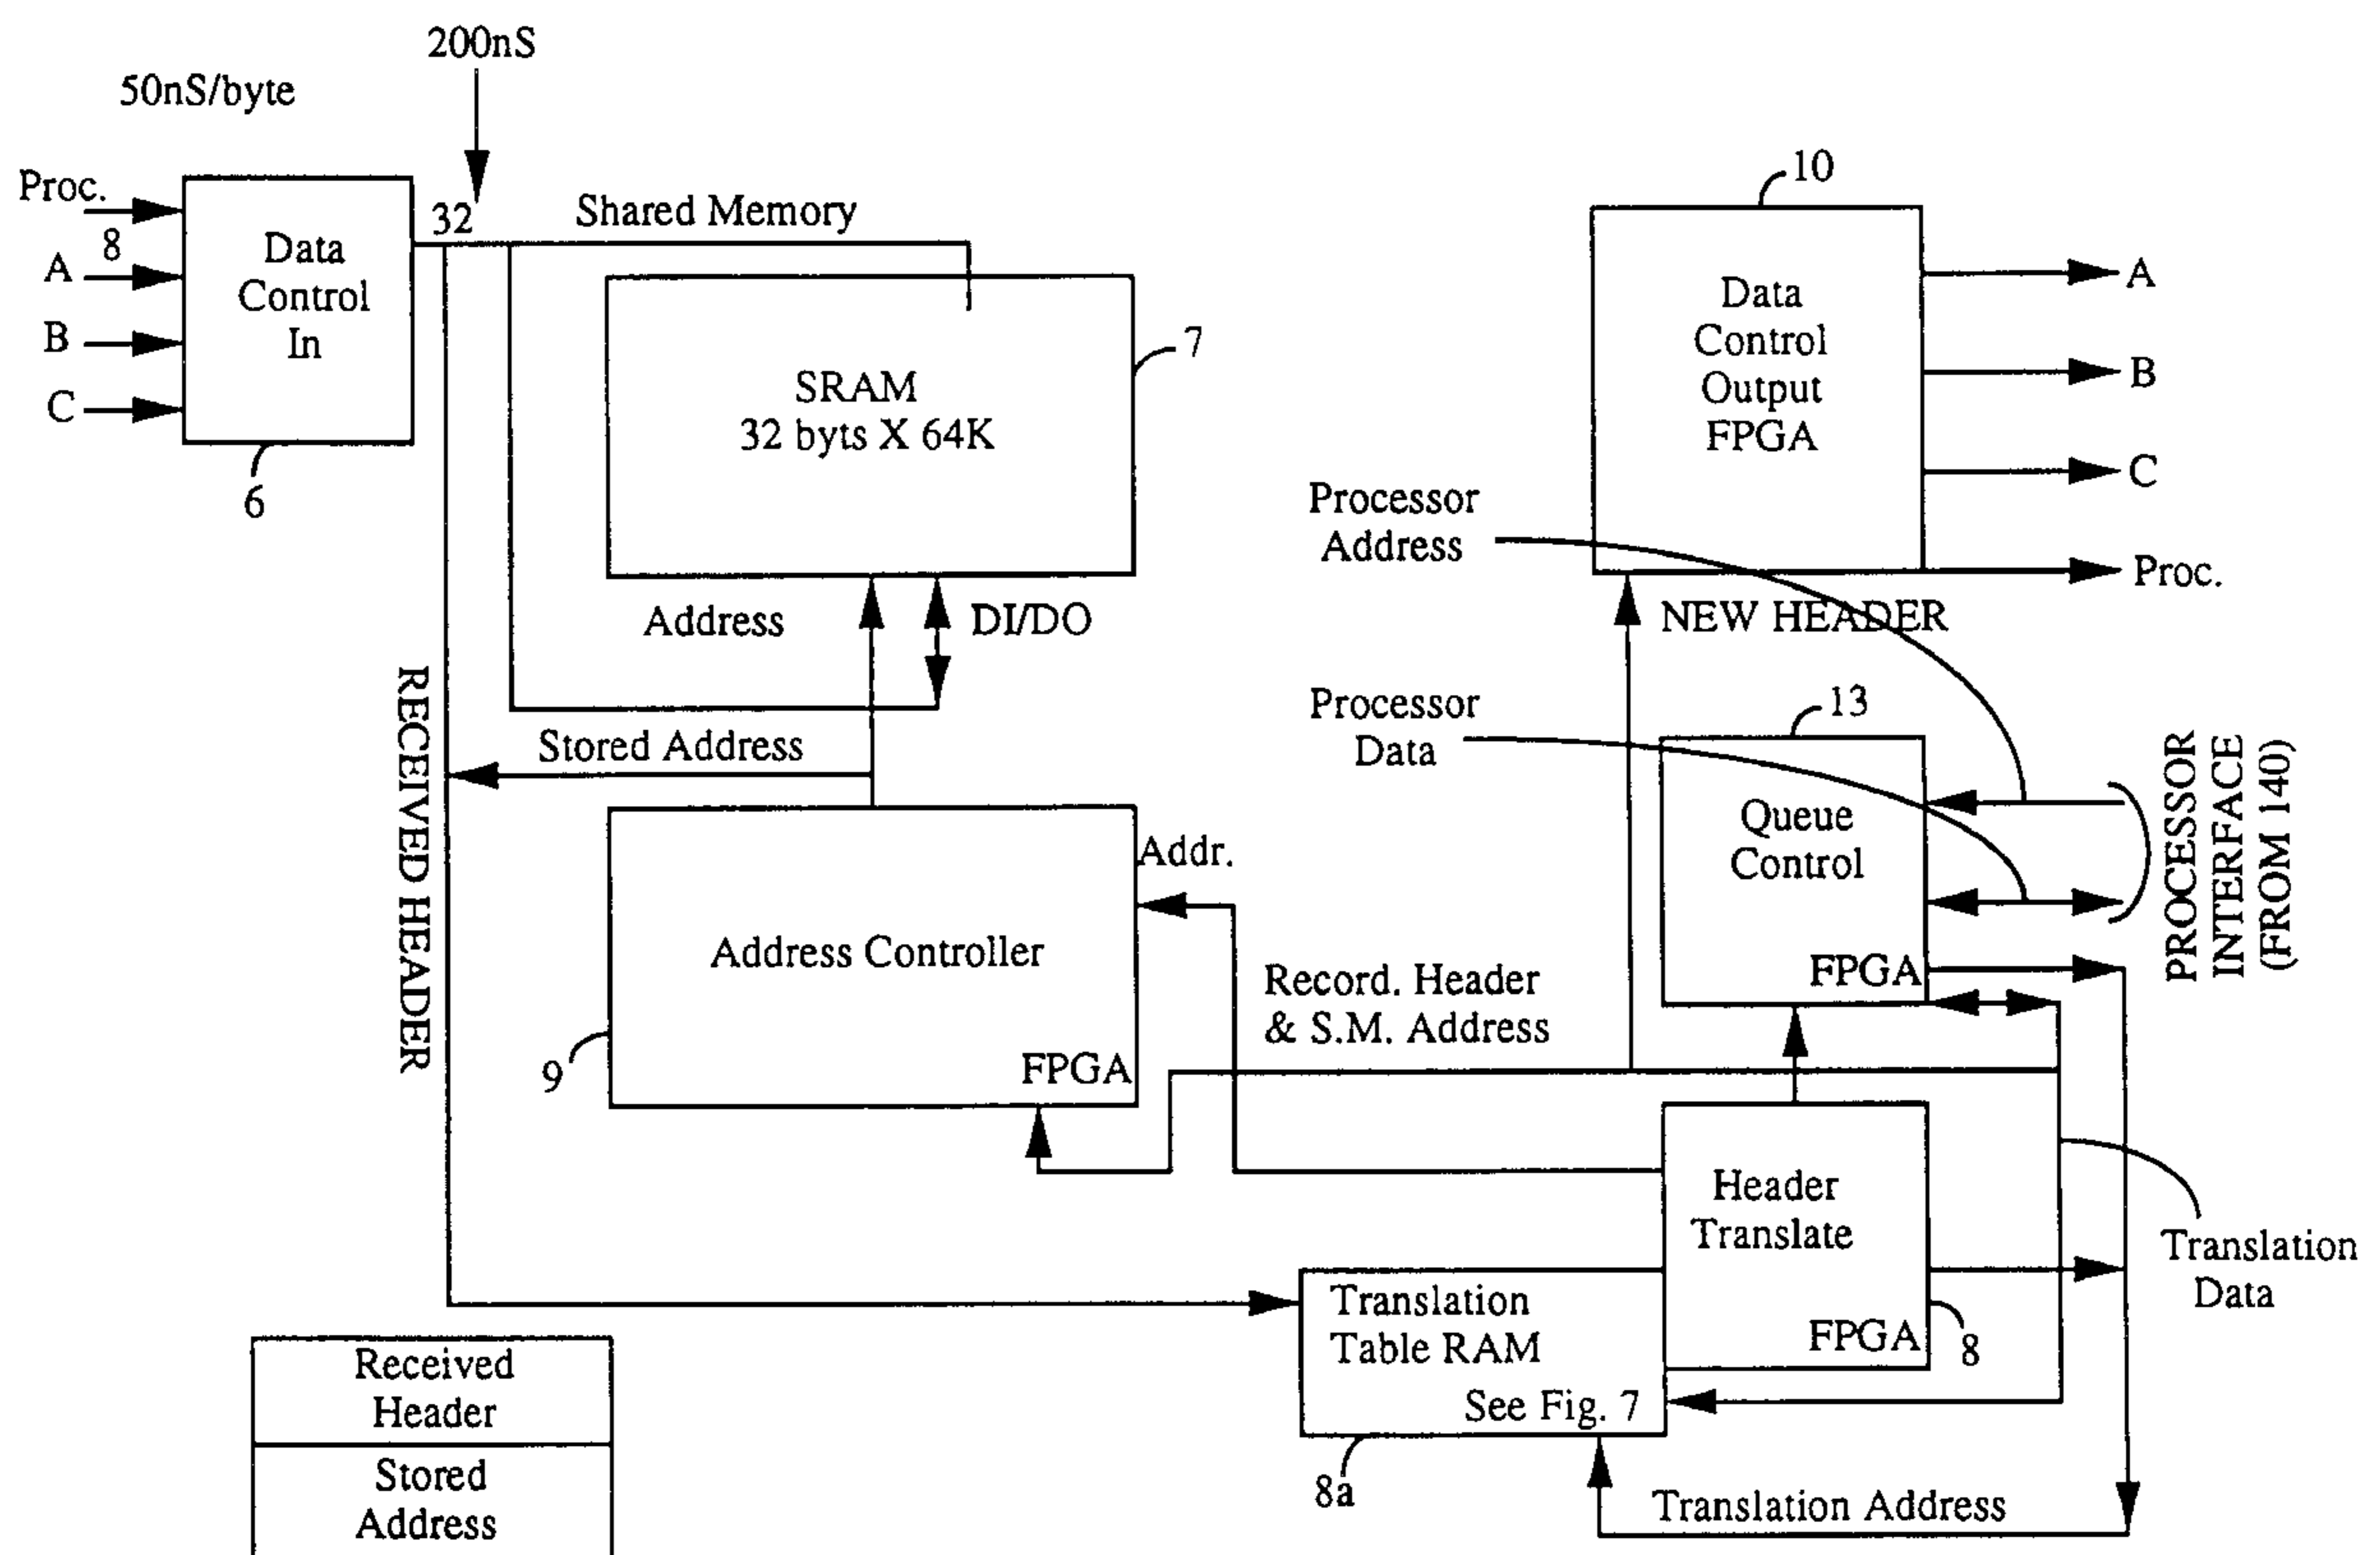 200nS
50nS/byte
Proc.
8
A
B
C
Data
Control
In
6
32
Shared Memory
SRAM
32 byts X 64K
7
Address
DI/DO
RECEIVED HEADER
Stored Address
Address Controller
FPGA
9
Addr.
Record. Header
& S.M. Address
10
Data
Control
Output
FPGA
A
B
C
Proc.
Processor
Address
NEW HEADER
Processor
Data
13
Queue
Control
FPGA
PROCESSOR
INTERFACE
(FROM 140)
Header
Translate
FPGA
8
Translation
Data
Translation
Table RAM
See Fig. 7
8a
Translation Address
Received
Header
Stored
Address